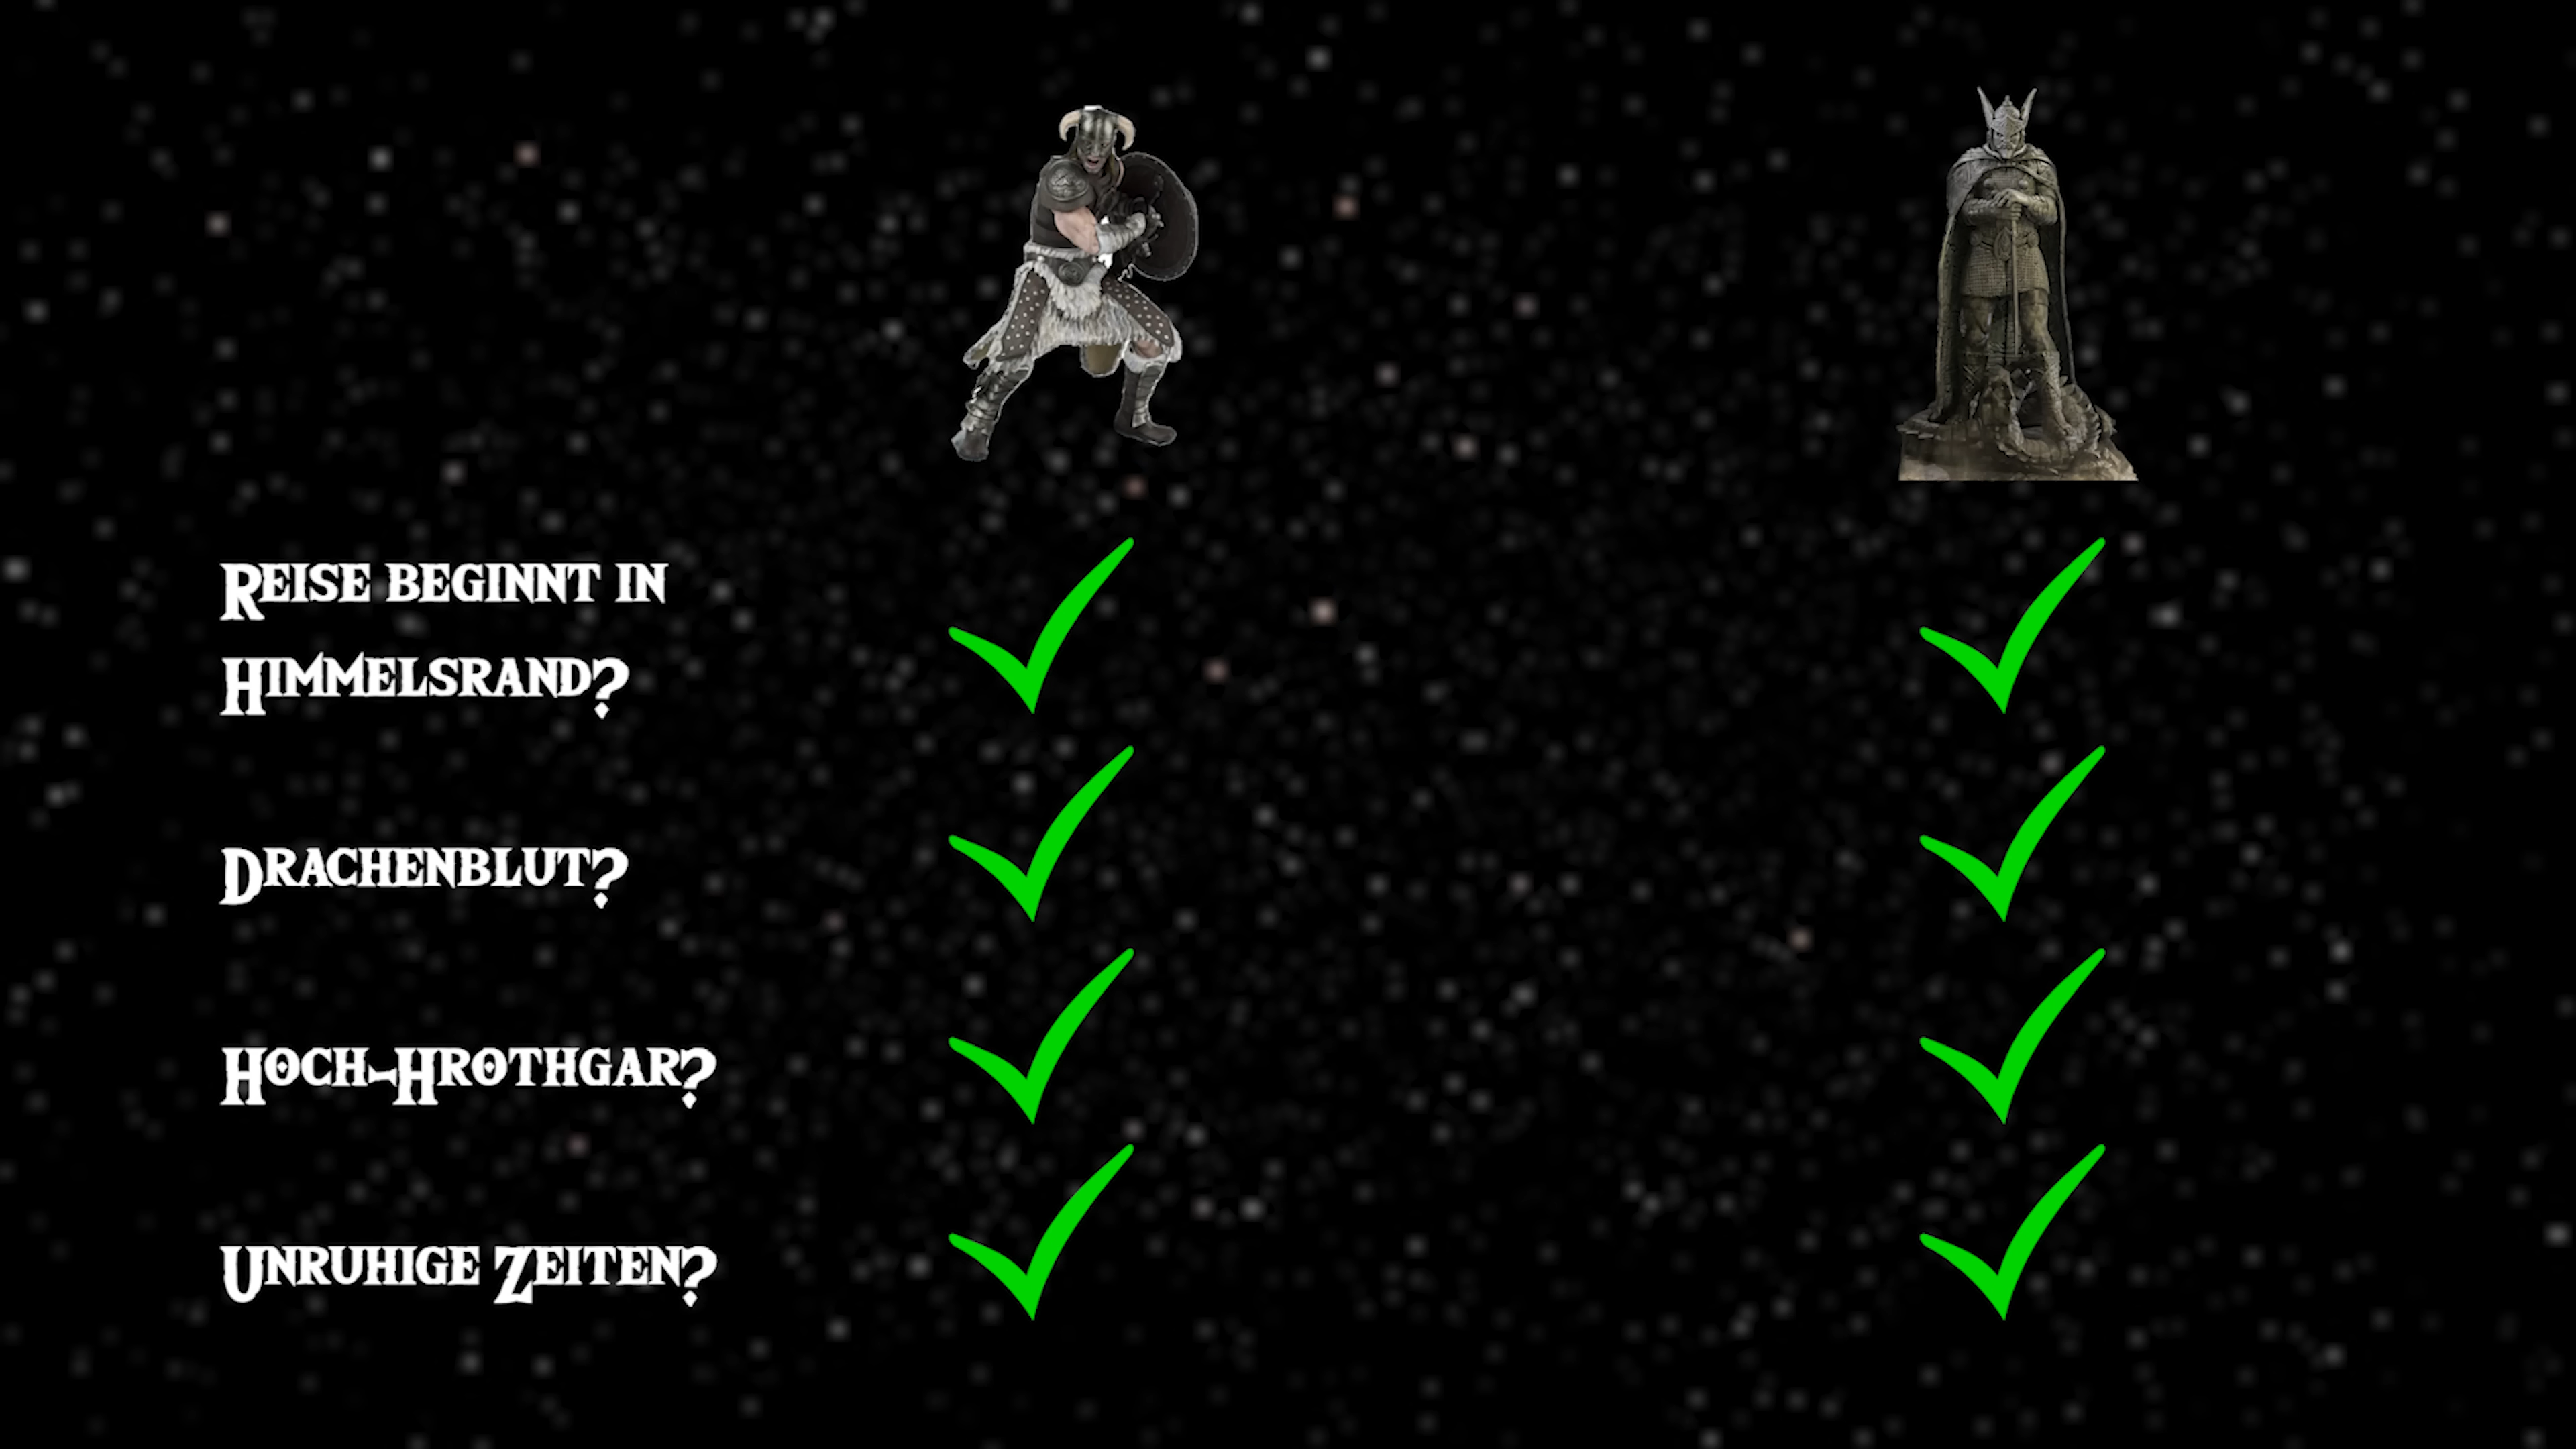 Reise beginnt in
Himmelsrand?
Drachenblut?
Hoch-Hrothgar?
Unruhige Zeiten?